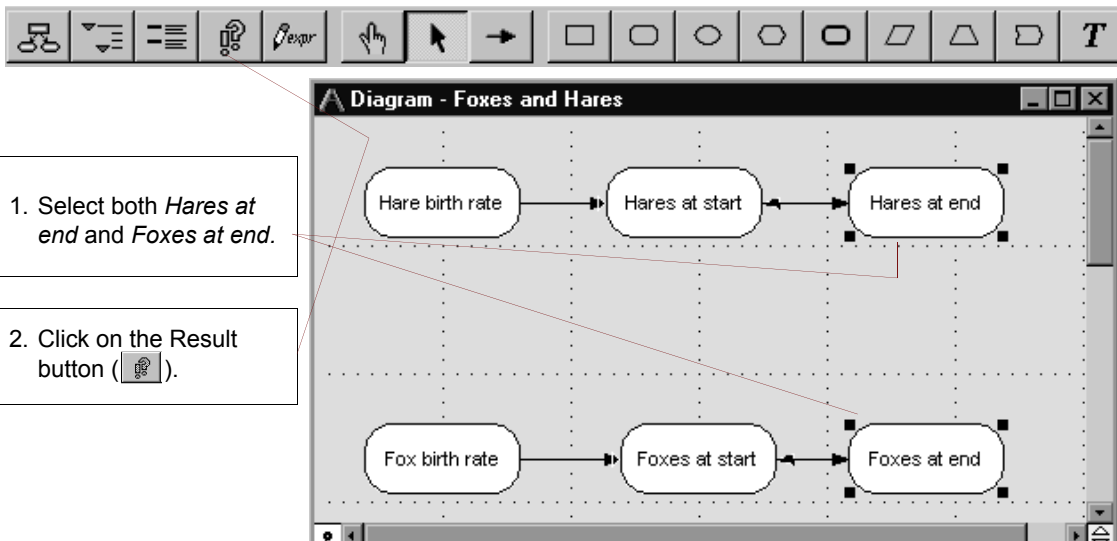 expr
T
Diagram - Foxes and Hares
1. Select both Hares at
end and Foxes at end.
Hare birth rate
Hares at start
Hares at end
2. Click on the Result
button ( ).
Fox birth rate
Foxes at start
Foxes at end